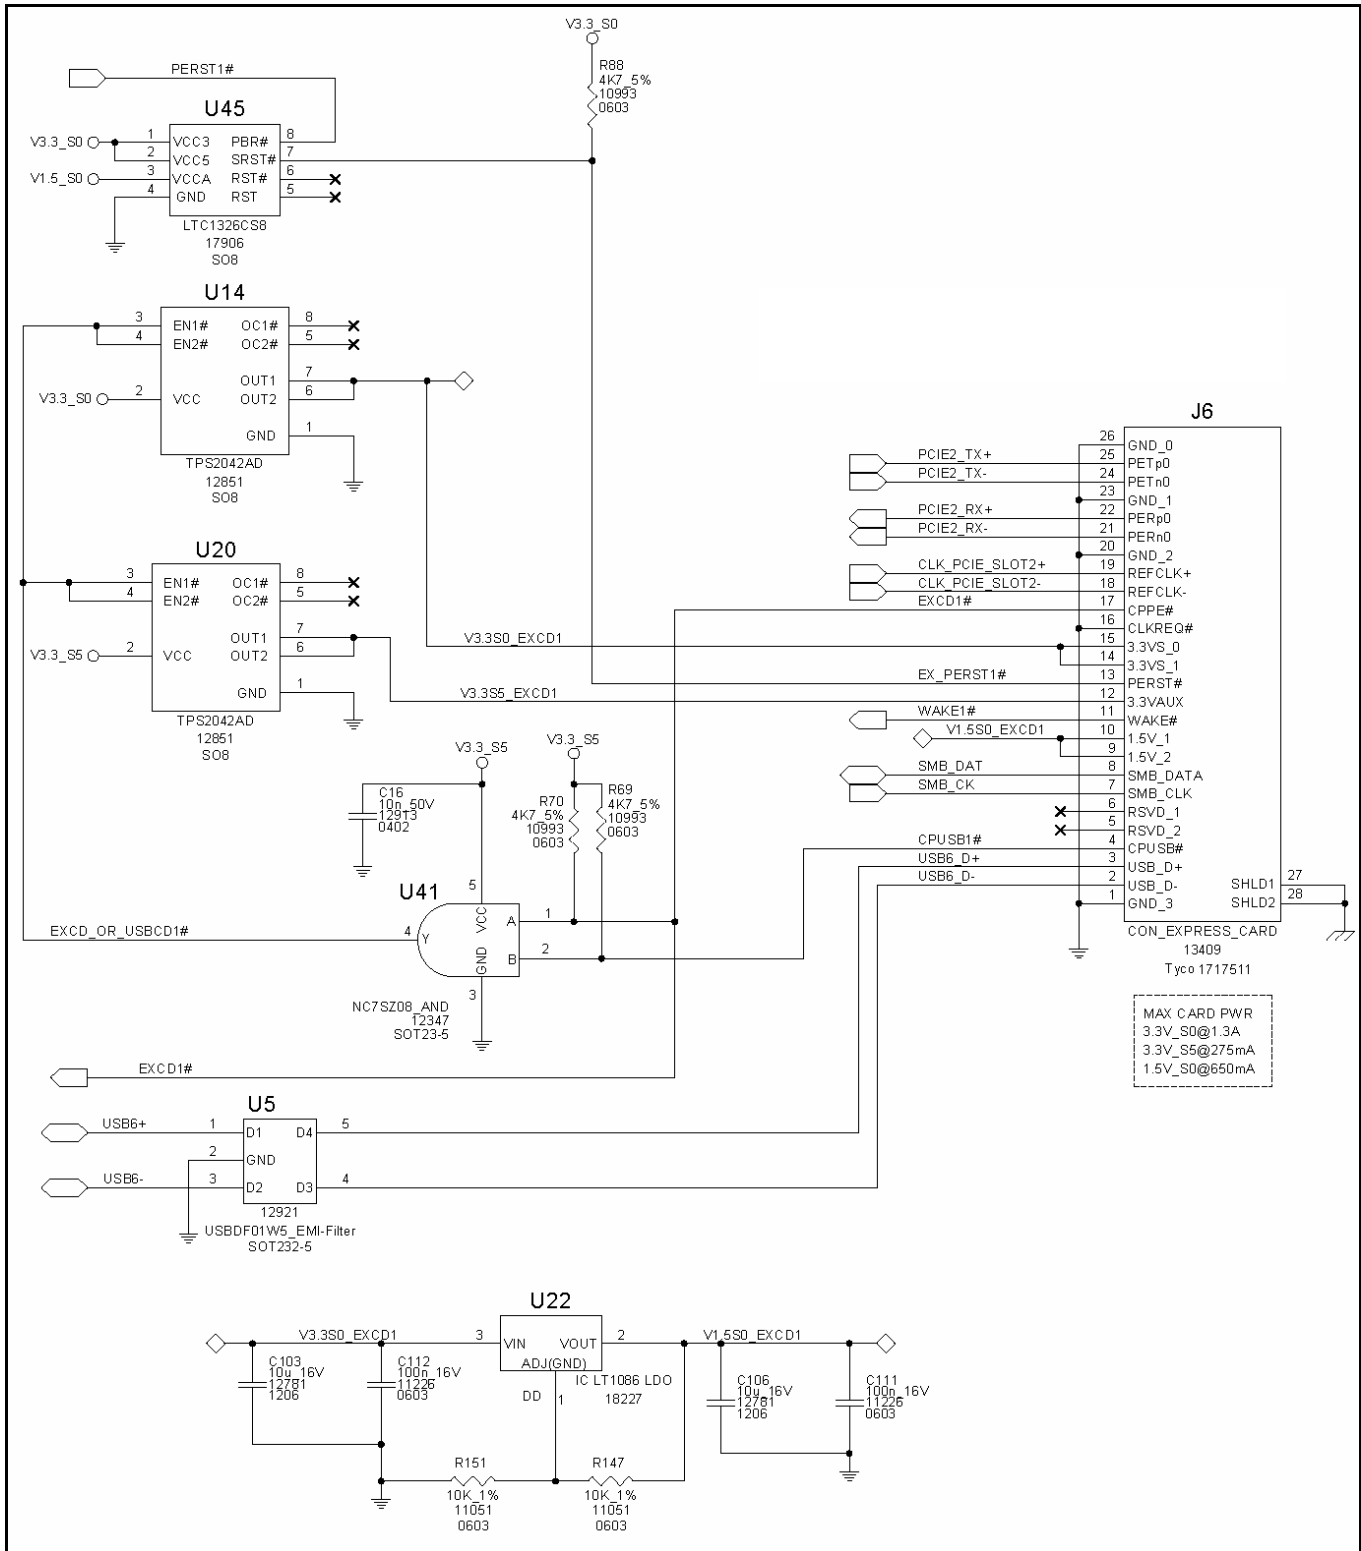 V3.3_S0
R88
4K7_5%
10993
0603
PERST1#
U45
V3.3_S0
V1.5_S0
1 VCC3 PBR# 8
2 VCC5 SRST# 7
3 VCCA RST# 6
4 GND RST 5
LTC1326CS8
17906
SO8
U14
3 EN1# OC1# 8
4 EN2# OC2# 5
OUT1 7
V3.3_S0 2 VCC OUT2 6
GND 1
TPS2042AD
12851
SO8
U20
3 EN1# OC1# 8
4 EN2# OC2# 5
OUT1 7
V3.3_S5 2 VCC OUT2 6
GND 1
TPS2042AD
12851
SO8
J6
26 GND_0
PCIE2_TX+ 25 PETp0
PCIE2_TX- 24 PETn0
23 GND_1
PCIE2_RX+ 22 PERp0
PCIE2_RX- 21 PERn0
20 GND_2
CLK_PCIE_SLOT2+ 19 REFCLK+
CLK_PCIE_SLOT2- 18 REFCLK-
EXCD1# 17 CPPE#
16 CLKREQ#
V3.3S0_EXCD1 15 3.3VS_0
14 3.3VS_1
EX_PERST1# 13 PERST#
V3.3S5_EXCD1 12 3.3VAUX
WAKE1# 11 WAKE#
V1.5S0_EXCD1 10 1.5V_1
9 1.5V_2
SMB_DAT 8 SMB_DATA
SMB_CK 7 SMB_CLK
6 RSVD_1
5 RSVD_2
CPUSB1# 4 CPUSB#
USB6_D+ 3 USB_D+
USB6_D- 2 USB_D-
1 GND_3
SHLD1 27
SHLD2 28
CON_EXPRESS_CARD
13409
Tyco 1717511
MAX CARD PWR
3.3V_S0@1.3A
3.3V_S5@275mA
1.5V_S0@650mA
V3.3_S5
V3.3_S5
C16
10n_50V
12913
0402
R70
4K7_5%
10993
0603
R69
4K7_5%
10993
0603
U41
5
VCC
A 1
EXCD_OR_USBCD1# 4 Y
B 2
GND
3
NC7SZ08_AND
12347
SOT23-5
EXCD1#
U5
USB6+ 1 D1 D4 5
2 GND
USB6- 3 D2 D3 4
12921
USBDF01W5_EMI-Filter
SOT232-5
U22
V3.3S0_EXCD1 3 VIN VOUT 2 V1.5S0_EXCD1
ADJ(GND)
DD 1
IC LT1086 LDO
18227
C103
10u_16V
12781
1206
C112
100n_16V
11226
0603
C106
10u_16V
12781
1206
C111
100n_16V
11226
0603
R151
10K_1%
11051
0603
R147
10K_1%
11051
0603